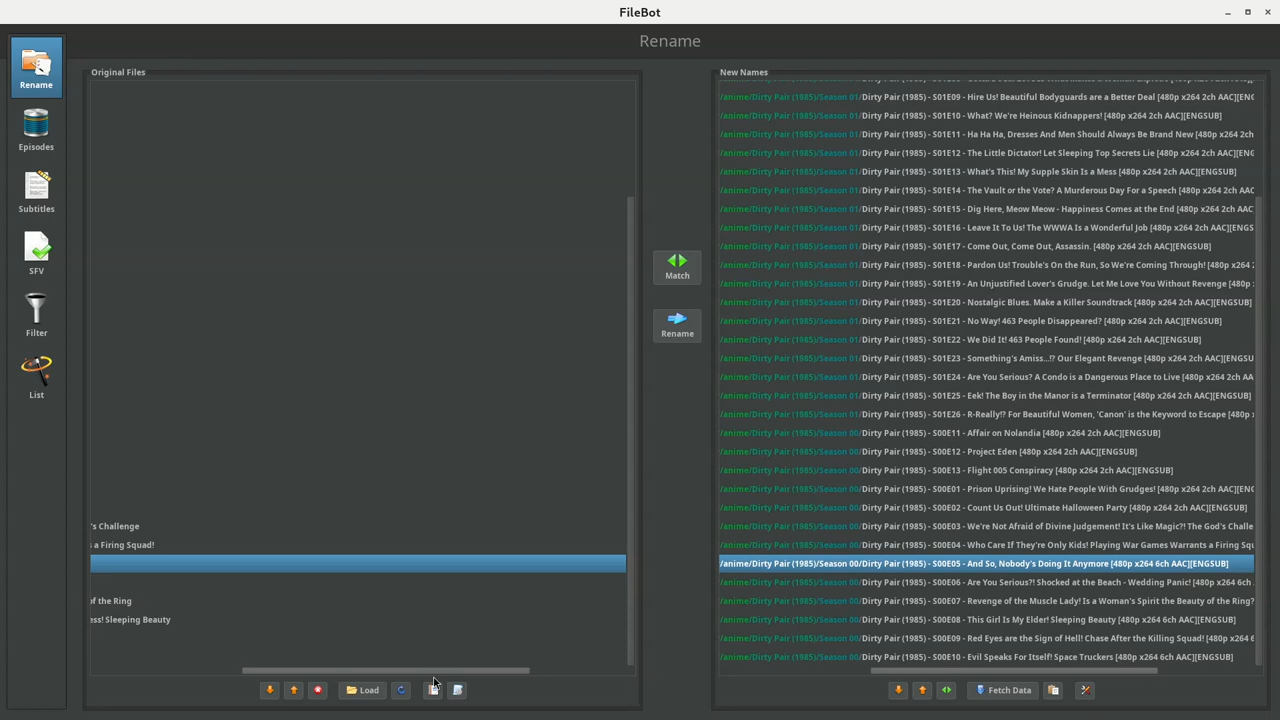 FileBot
Rename
Rename
Episodes
Subtitles
SFV
Filter
List
Original Files
's Challenge
s a Firing Squad!
of the Ring
ess! Sleeping Beauty
Load
Match
Rename
New Names
/anime/Dirty Pair (1985)/Season 01/Dirty Pair (1985) - S01E09 - Hire Us! Beautiful Bodyguards are a Better Deal [480p x264 2ch AAC][ENG
/anime/Dirty Pair (1985)/Season 01/Dirty Pair (1985) - S01E10 - What? We're Heinous Kidnappers! [480p x264 2ch AAC][ENGSUB]
/anime/Dirty Pair (1985)/Season 01/Dirty Pair (1985) - S01E11 - Ha Ha Ha, Dresses And Men Should Always Be Brand New [480p x264 2ch
/anime/Dirty Pair (1985)/Season 01/Dirty Pair (1985) - S01E12 - The Little Dictator! Let Sleeping Top Secrets Lie [480p x264 2ch AAC][ENG
/anime/Dirty Pair (1985)/Season 01/Dirty Pair (1985) - S01E13 - What's This! My Supple Skin Is a Mess [480p x264 2ch AAC][ENGSUB]
/anime/Dirty Pair (1985)/Season 01/Dirty Pair (1985) - S01E14 - The Vault or the Vote? A Murderous Day For a Speech [480p x264 2ch AAC
/anime/Dirty Pair (1985)/Season 01/Dirty Pair (1985) - S01E15 - Dig Here, Meow Meow - Happiness Comes at the End [480p x264 2ch AAC]
/anime/Dirty Pair (1985)/Season 01/Dirty Pair (1985) - S01E16 - Leave It To Us! The WWWA Is a Wonderful Job [480p x264 2ch AAC][ENGS
/anime/Dirty Pair (1985)/Season 01/Dirty Pair (1985) - S01E17 - Come Out, Come Out, Assassin. [480p x264 2ch AAC][ENGSUB]
/anime/Dirty Pair (1985)/Season 01/Dirty Pair (1985) - S01E18 - Pardon Us! Trouble's On the Run, So We're Coming Through! [480p x264
/anime/Dirty Pair (1985)/Season 01/Dirty Pair (1985) - S01E19 - An Unjustified Lover's Grudge. Let Me Love You Without Revenge [480p
/anime/Dirty Pair (1985)/Season 01/Dirty Pair (1985) - S01E20 - Nostalgic Blues. Make a Killer Soundtrack [480p x264 2ch AAC][ENGSUB]
/anime/Dirty Pair (1985)/Season 01/Dirty Pair (1985) - S01E21 - No Way! 463 People Disappeared? [480p x264 2ch AAC][ENGSUB]
/anime/Dirty Pair (1985)/Season 01/Dirty Pair (1985) - S01E22 - We Did It! 463 People Found! [480p x264 2ch AAC][ENGSUB]
/anime/Dirty Pair (1985)/Season 01/Dirty Pair (1985) - S01E23 - Something's Amiss...!? Our Elegant Revenge [480p x264 2ch AAC][ENGSU
/anime/Dirty Pair (1985)/Season 01/Dirty Pair (1985) - S01E24 - Are You Serious? A Condo is a Dangerous Place to Live [480p x264 2ch AA
/anime/Dirty Pair (1985)/Season 01/Dirty Pair (1985) - S01E25 - Eek! The Boy in the Manor is a Terminator [480p x264 2ch AAC][ENGSUB]
/anime/Dirty Pair (1985)/Season 01/Dirty Pair (1985) - S01E26 - R-Really!? For Beautiful Women, 'Canon' is the Keyword to Escape [480p
/anime/Dirty Pair (1985)/Season 00/Dirty Pair (1985) - S00E11 - Affair on Nolandia [480p x264 2ch AAC][ENGSUB]
/anime/Dirty Pair (1985)/Season 00/Dirty Pair (1985) - S00E12 - Project Eden [480p x264 2ch AAC][ENGSUB]
/anime/Dirty Pair (1985)/Season 00/Dirty Pair (1985) - S00E13 - Flight 005 Conspiracy [480p x264 2ch AAC][ENGSUB]
/anime/Dirty Pair (1985)/Season 00/Dirty Pair (1985) - S00E01 - Prison Uprising! We Hate People With Grudges! [480p x264 2ch AAC][ENG
/anime/Dirty Pair (1985)/Season 00/Dirty Pair (1985) - S00E02 - Count Us Out! Ultimate Halloween Party [480p x264 2ch AAC][ENGSUB]
/anime/Dirty Pair (1985)/Season 00/Dirty Pair (1985) - S00E03 - We're Not Afraid of Divine Judgement! It's Like Magic?! The God's Challe
/anime/Dirty Pair (1985)/Season 00/Dirty Pair (1985) - S00E04 - Who Care If They're Only Kids! Playing War Games Warrants a Firing Squ
/anime/Dirty Pair (1985)/Season 00/Dirty Pair (1985) - S00E05 - And So, Nobody's Doing It Anymore [480p x264 6ch AAC][ENGSUB]
/anime/Dirty Pair (1985)/Season 00/Dirty Pair (1985) - S00E06 - Are You Serious?! Shocked at the Beach - Wedding Panic! [480p x264 6ch
/anime/Dirty Pair (1985)/Season 00/Dirty Pair (1985) - S00E07 - Revenge of the Muscle Lady! Is a Woman's Spirit the Beauty of the Ring?
/anime/Dirty Pair (1985)/Season 00/Dirty Pair (1985) - S00E08 - This Girl Is My Elder! Sleeping Beauty [480p x264 6ch AAC][ENGSUB]
/anime/Dirty Pair (1985)/Season 00/Dirty Pair (1985) - S00E09 - Red Eyes are the Sign of Hell! Chase After the Killing Squad! [480p x264 6
/anime/Dirty Pair (1985)/Season 00/Dirty Pair (1985) - S00E10 - Evil Speaks For Itself! Space Truckers [480p x264 6ch AAC][ENGSUB]
Fetch Data